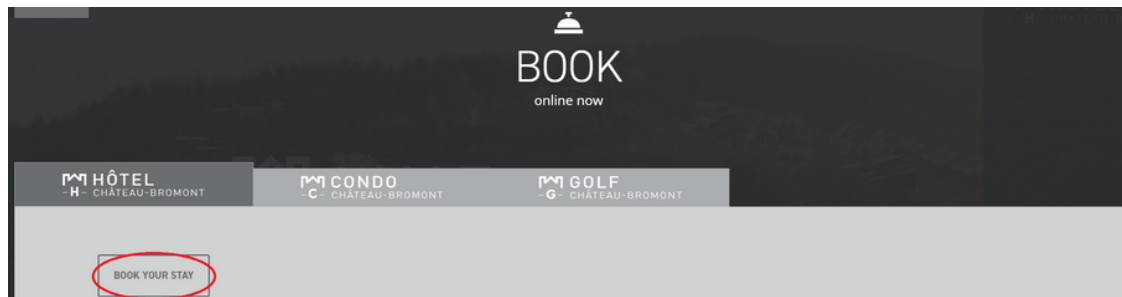 BOOK
online now
HÔTEL
-H- CHÂTEAU-BROMONT
CONDO
-C- CHÂTEAU-BROMONT
GOLF
-G- CHÂTEAU-BROMONT
BOOK YOUR STAY